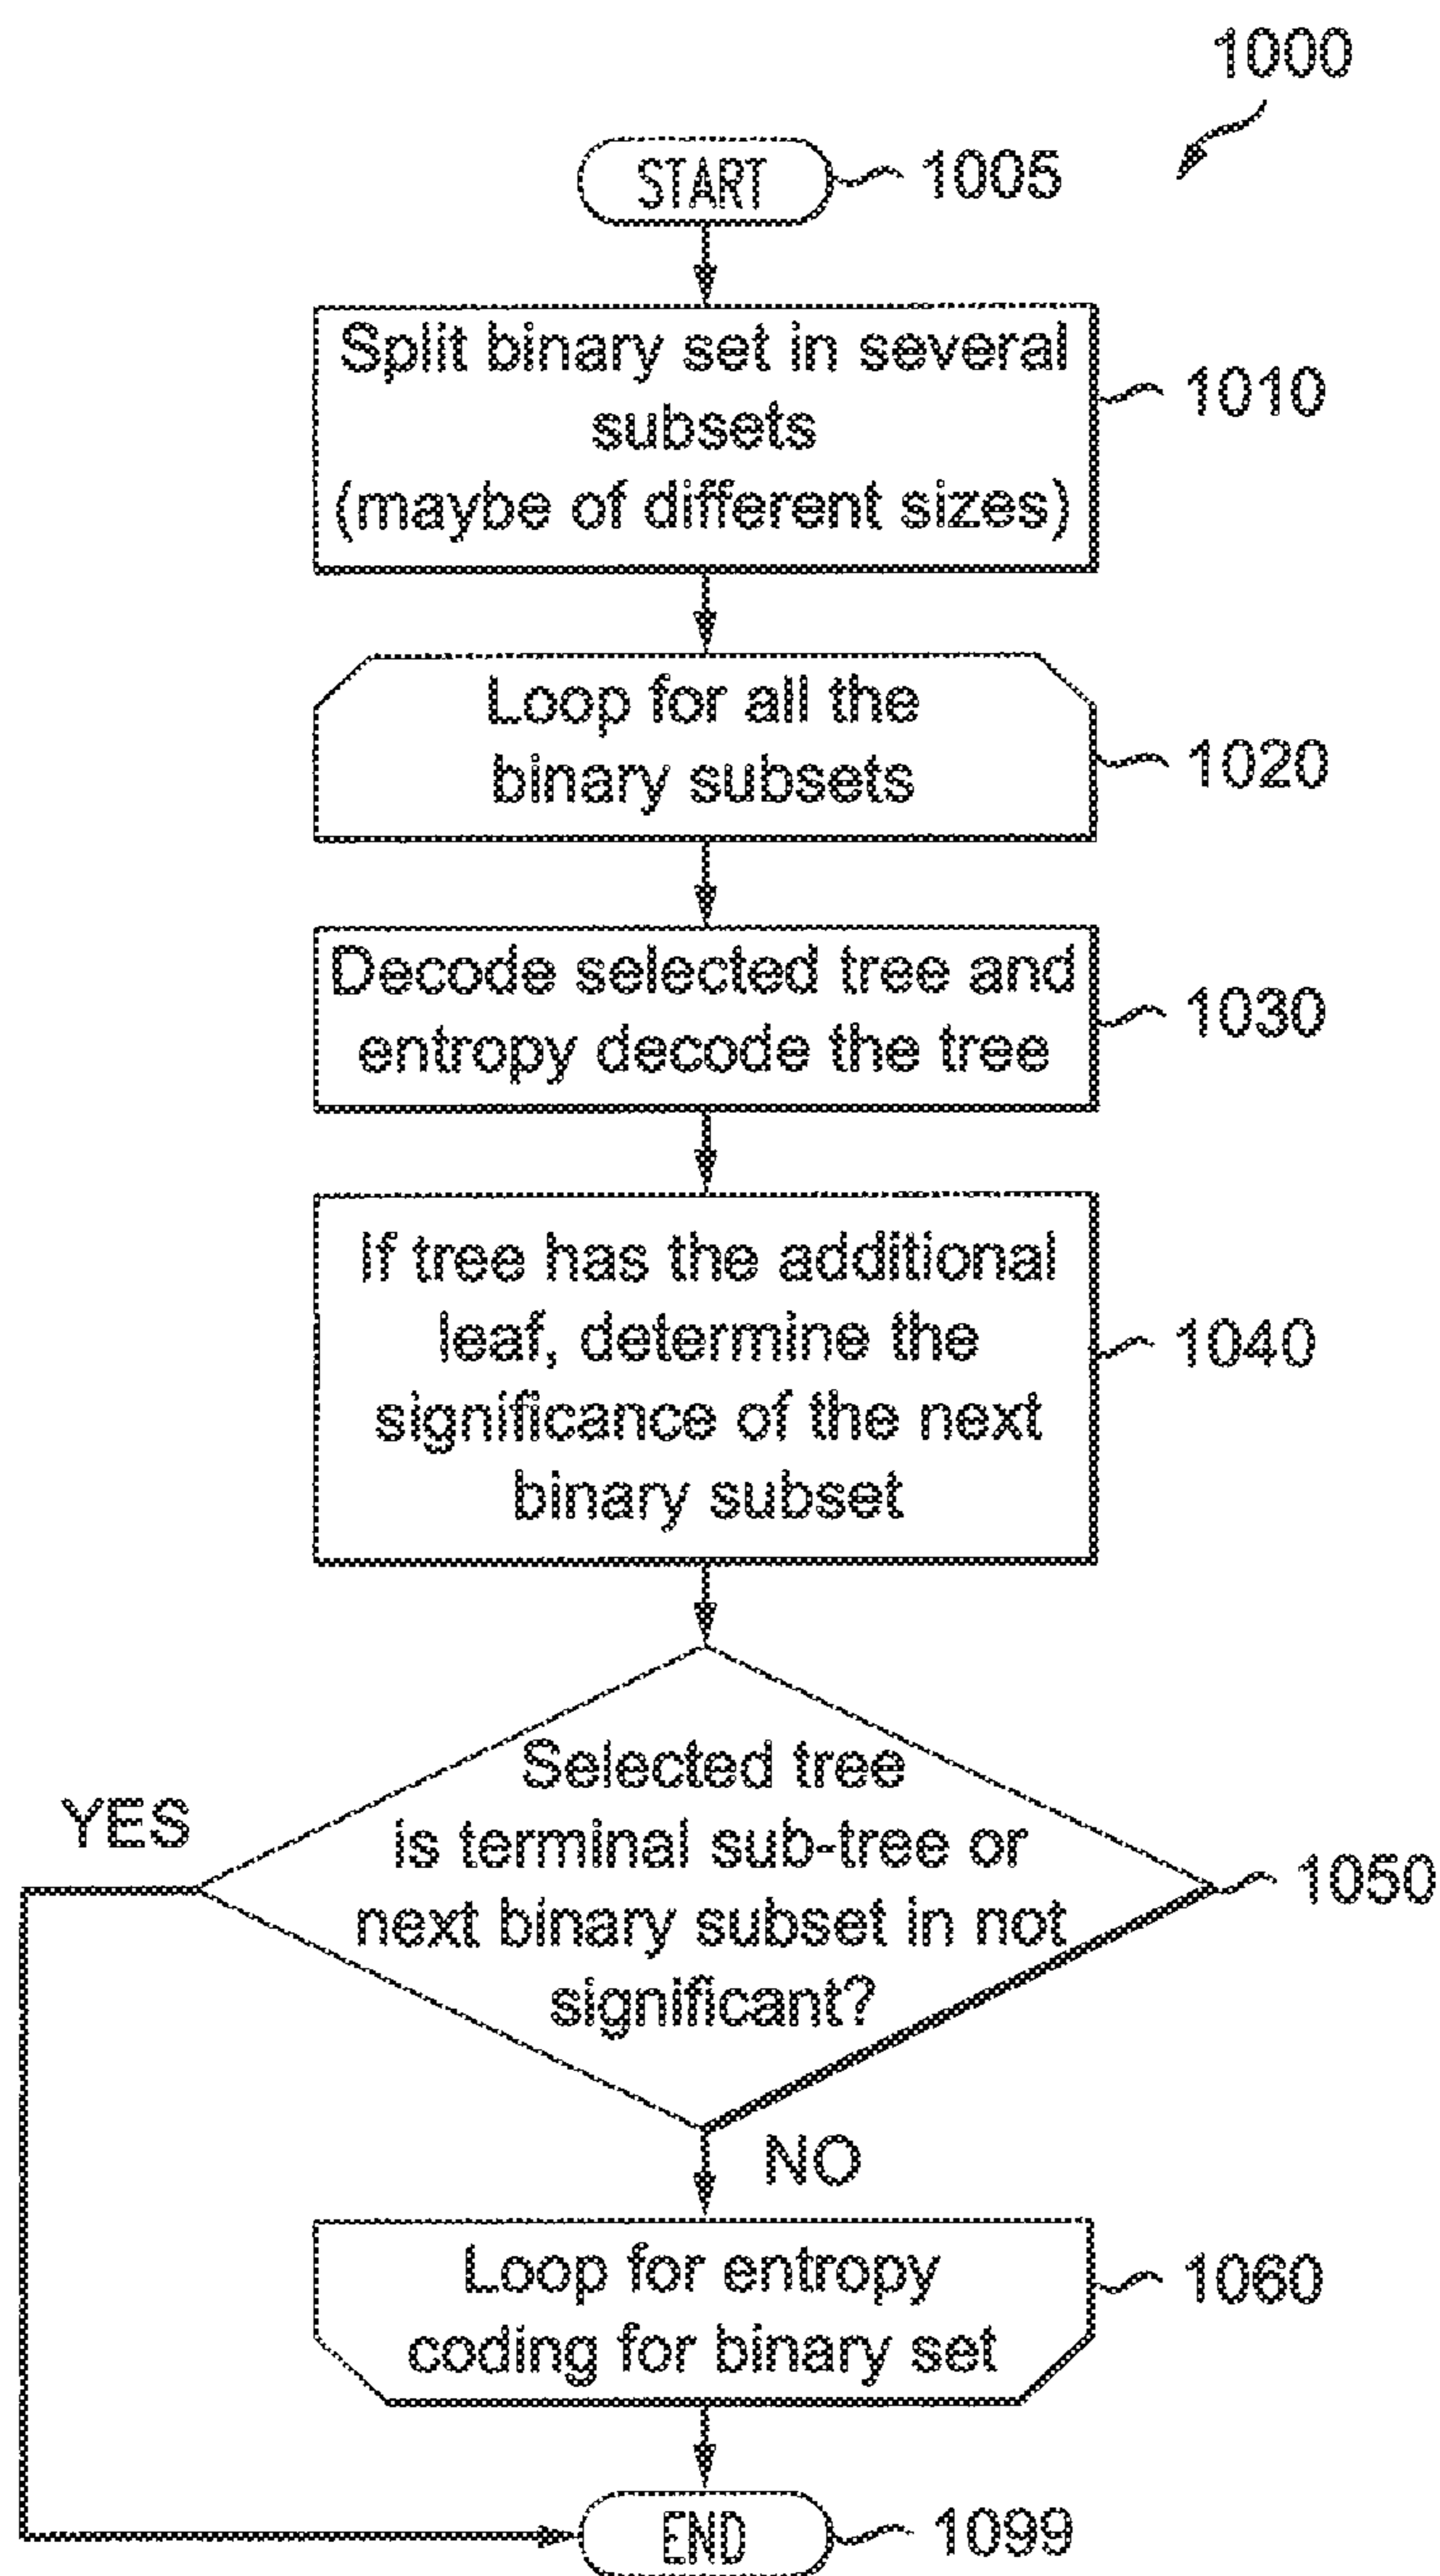 1000
START
1005
Split binary set in several
subsets
(maybe of different sizes)
1010
Loop for all the
binary subsets
1020
Decode selected tree and
entropy decode the tree
1030
If tree has the additional
leaf, determine the
significance of the next
binary subset
1040
Selected tree
is terminal sub-tree or
next binary subset in not
significant?
YES
1050
NO
Loop for entropy
coding for binary set
1060
END
1099